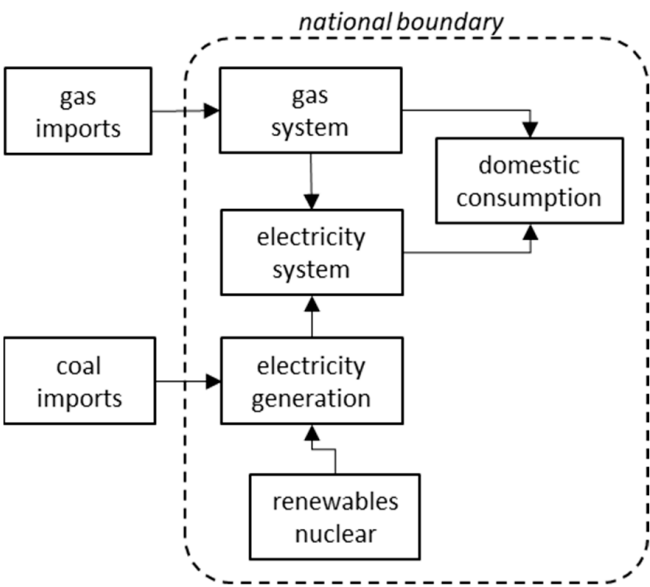 national boundary
gas
imports
gas
system
domestic
consumption
electricity
system
coal
imports
electricity
generation
renewables
nuclear